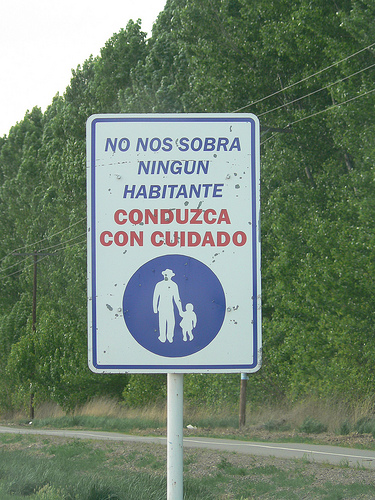 NO NOS SOBRA
NINGUN
HABITANTE
CONDUZCA
CON CUIDADO